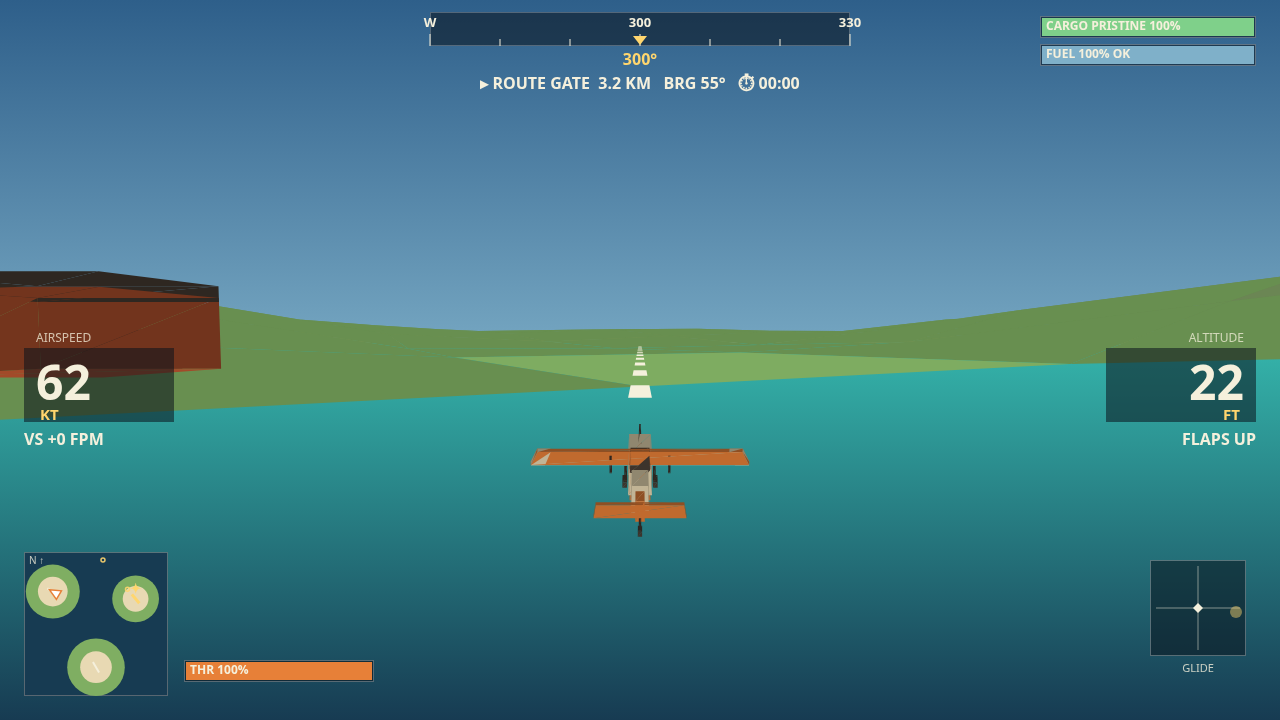 W 300 330
300°
▸ ROUTE GATE 3.2 KM BRG 55° ⏱ 00:00
CARGO PRISTINE 100%
FUEL 100% OK
AIRSPEED
62
KT
VS +0 FPM
ALTITUDE
22
FT
FLAPS UP
N ↑
THR 100%
GLIDE